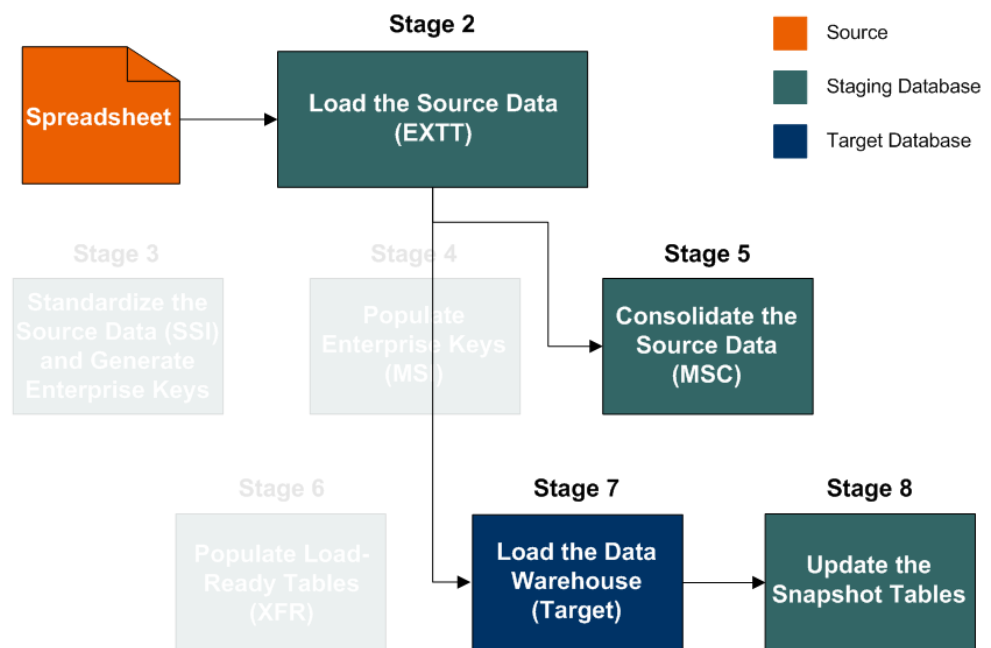 Stage 2
Spreadsheet
Load the Source Data
(EXTT)
Source
Staging Database
Target Database
Stage 3
Standardize the
Source Data (SSI)
and Generate
Enterprise Keys
Stage 4
Populate
Enterprise Keys
(MSI)
Stage 5
Consolidate the
Source Data
(MSC)
Stage 6
Populate Load-
Ready Tables
(XFR)
Stage 7
Load the Data
Warehouse
(Target)
Stage 8
Update the
Snapshot Tables